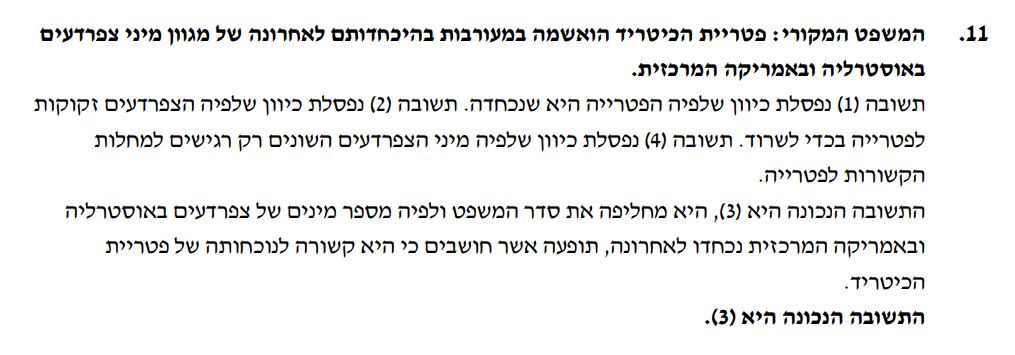 11. המשפט המקורי: פטריית הכיטריד הואשמה במעורבות בהיכחדותם לאחרונה של מגוון מיני צפרדעים
באוסטרליה ובאמריקה המרכזית.
תשובה (1) נפסלת כיוון שלפיה הפטרייה היא שנכחדה. תשובה (2) נפסלת כיוון שלפיה הצפרדעים זקוקות
לפטרייה בכדי לשרוד. תשובה (4) נפסלת כיוון שלפיה מיני הצפרדעים השונים רק רגישים למחלות
הקשורות לפטרייה.
התשובה הנכונה היא (3), היא מחליפה את סדר המשפט ולפיה מספר מינים של צפרדעים באוסטרליה
ובאמריקה המרכזית נכחדו לאחרונה, תופעה אשר חושבים כי היא קשורה לנוכחותה של פטריית
הכיטריד.
התשובה הנכונה היא (3).